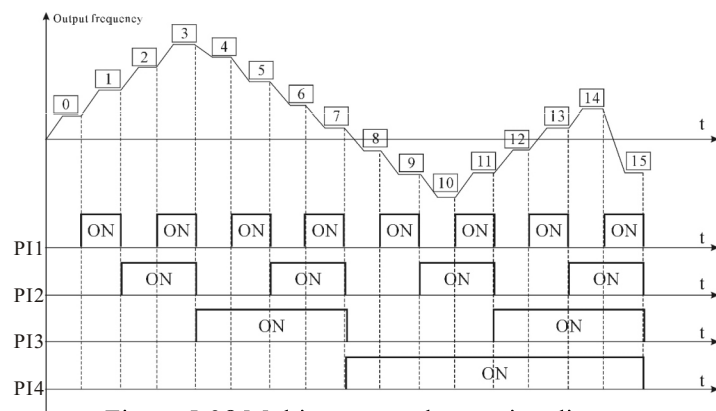 Output frequency
3
2
4
14
1
5
13
0
6
t
7
12
8
11
15
9
10
ON ON ON ON ON ON ON ON t
PI1
ON ON ON ON t
PI2
ON ON t
PI3
ON t
PI4